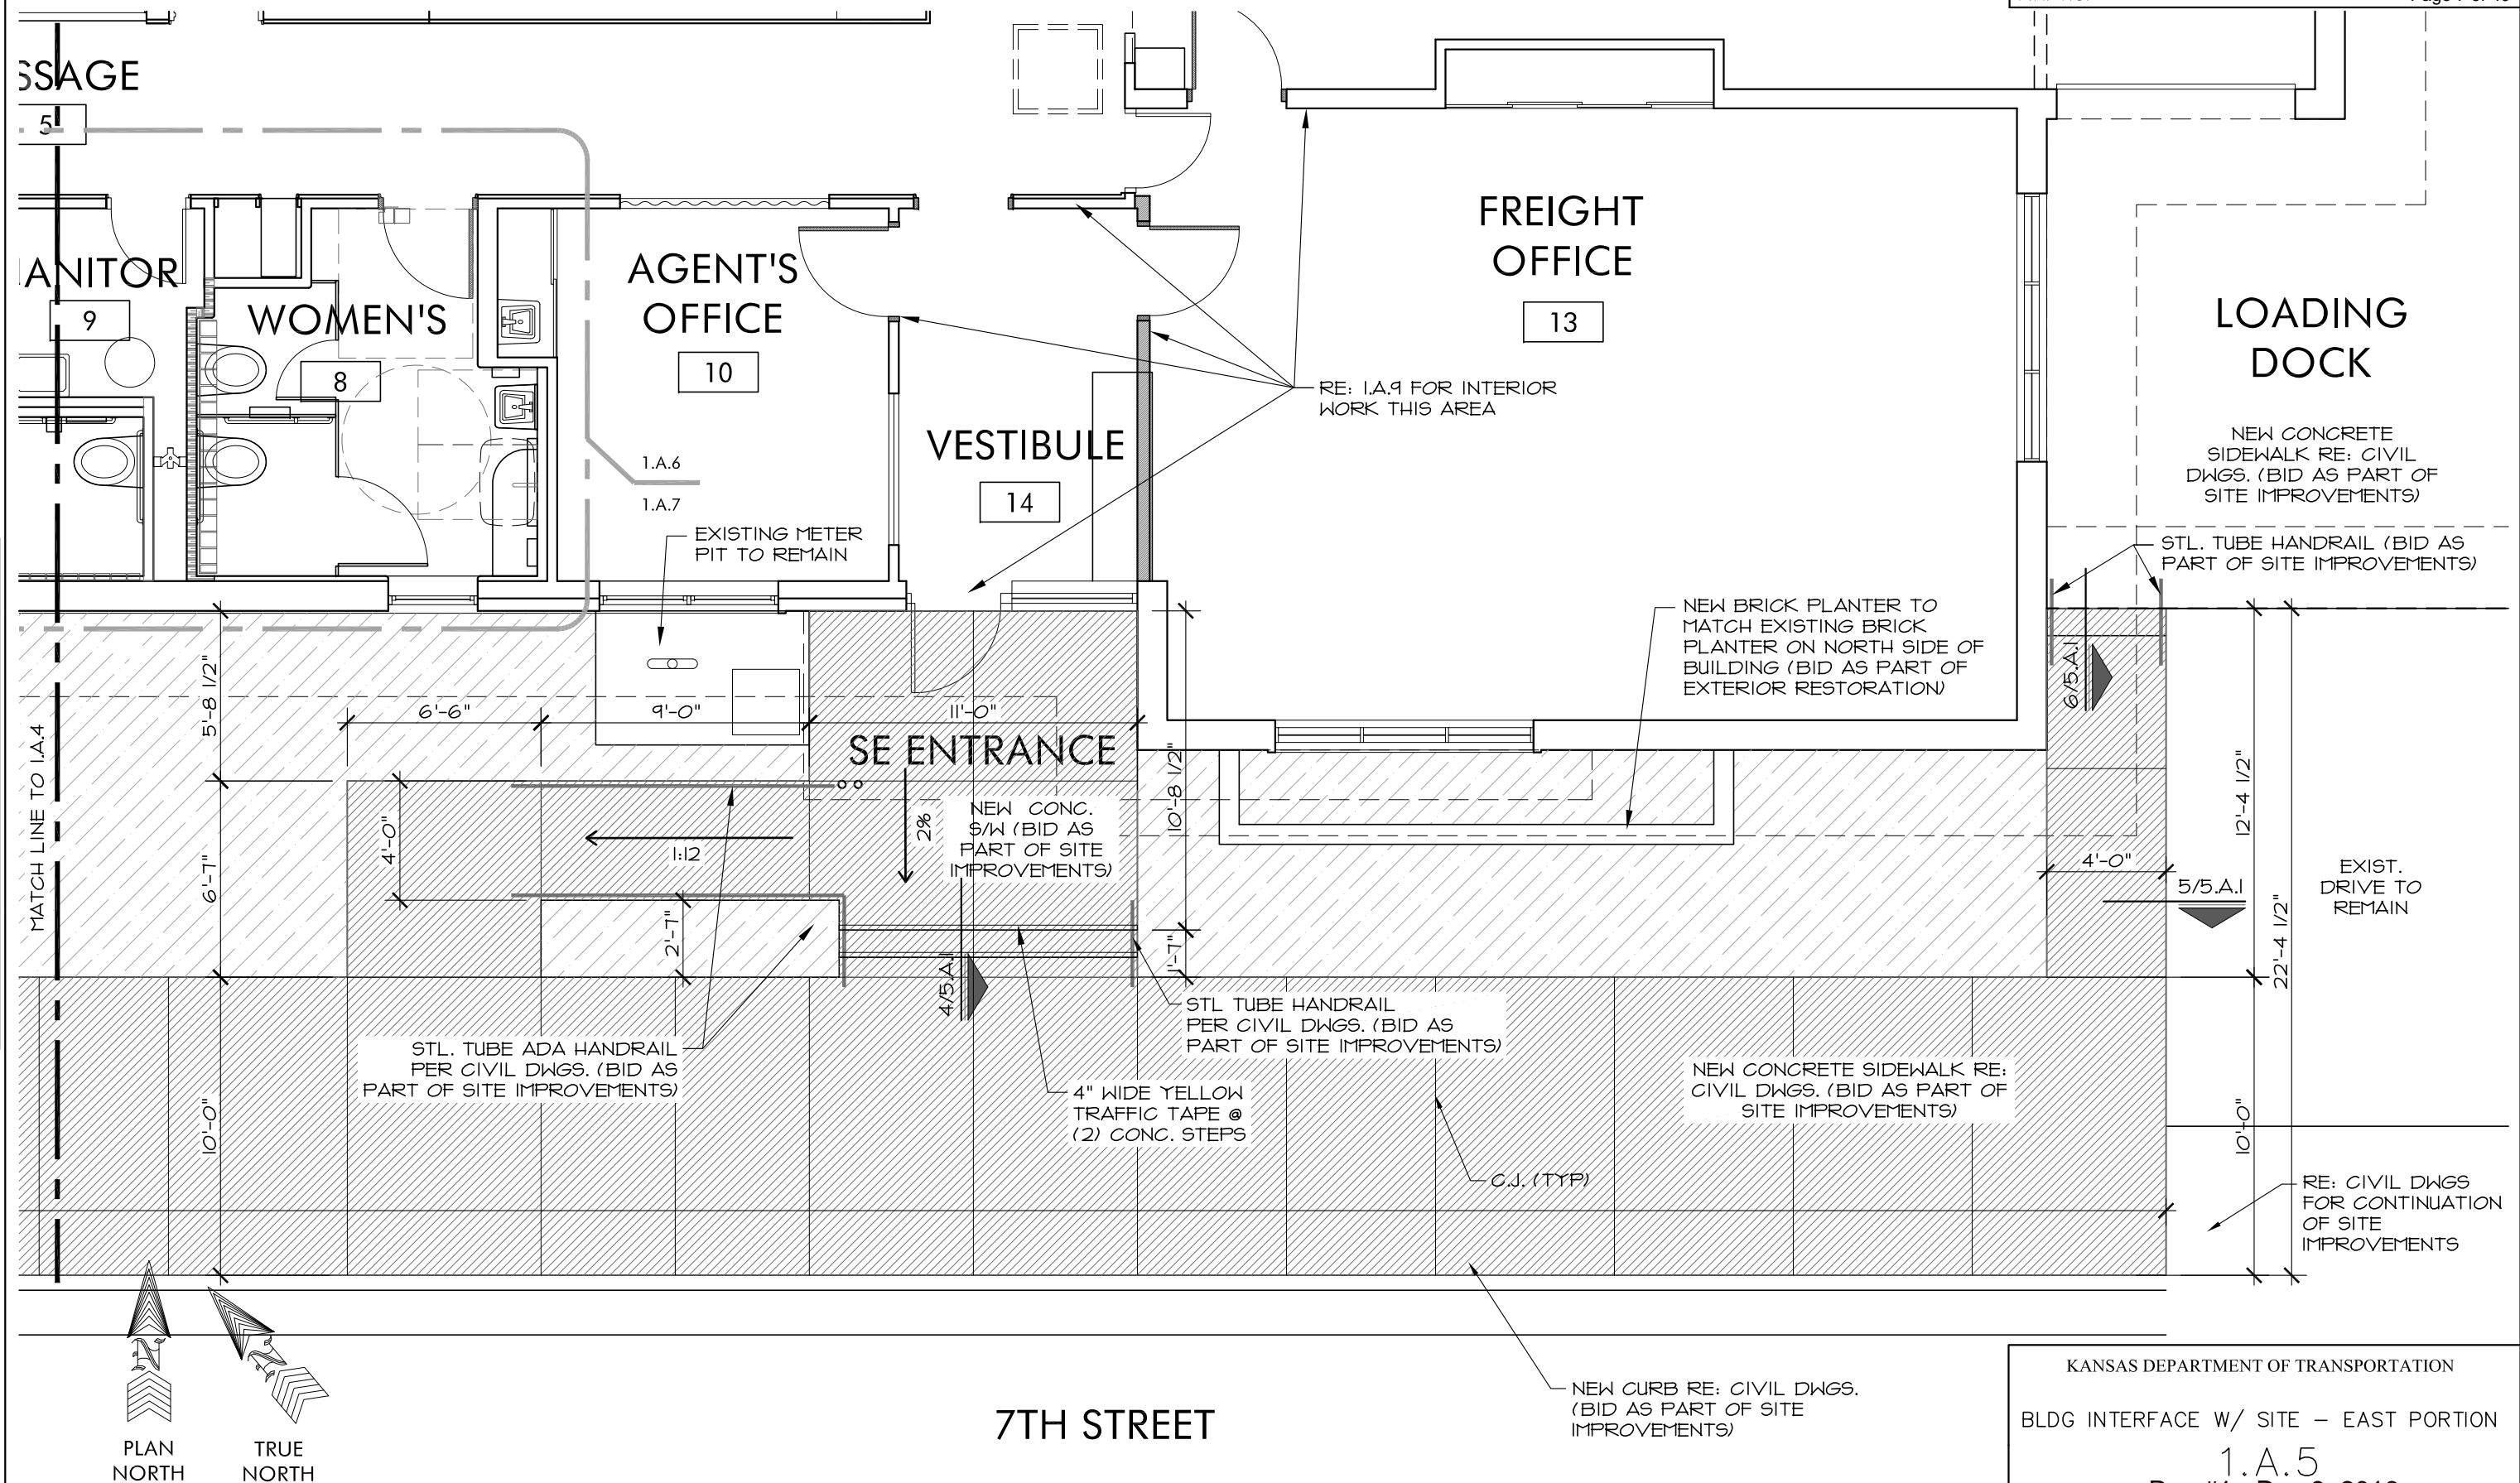 SSAGE
5
ANITOR
9
WOMEN'S
8
AGENT'S
OFFICE
10
1.A.6
1.A.7
EXISTING METER
PIT TO REMAIN
VESTIBULE
14
FREIGHT
OFFICE
13
RE: 1.A.9 FOR INTERIOR
WORK THIS AREA
LOADING
DOCK
NEW CONCRETE
SIDEWALK RE: CIVIL
DWGS. (BID AS PART OF
SITE IMPROVEMENTS)
STL. TUBE HANDRAIL (BID AS
PART OF SITE IMPROVEMENTS)
NEW BRICK PLANTER TO
MATCH EXISTING BRICK
PLANTER ON NORTH SIDE OF
BUILDING (BID AS PART OF
EXTERIOR RESTORATION)
6/5.A.1
MATCH LINE TO 1.A.4
5'-8 1/2"
6'-7"
10'-0"
6'-6"
9'-0"
11'-0"
SE ENTRANCE
4'-0"
1:12
2%
NEW CONC.
S/W (BID AS
PART OF SITE
IMPROVEMENTS)
10'-8 1/2"
1'-7"
2'-7"
4/5.A.1
12'-4 1/2"
4'-0"
5/5.A.1
22'-4 1/2"
10'-0"
EXIST.
DRIVE TO
REMAIN
STL. TUBE ADA HANDRAIL
PER CIVIL DWGS. (BID AS
PART OF SITE IMPROVEMENTS)
STL TUBE HANDRAIL
PER CIVIL DWGS. (BID AS
PART OF SITE IMPROVEMENTS)
4" WIDE YELLOW
TRAFFIC TAPE @
(2) CONC. STEPS
NEW CONCRETE SIDEWALK RE:
CIVIL DWGS. (BID AS PART OF
SITE IMPROVEMENTS)
C.J. (TYP)
RE: CIVIL DWGS
FOR CONTINUATION
OF SITE
IMPROVEMENTS
PLAN
NORTH
TRUE
NORTH
7TH STREET
NEW CURB RE: CIVIL DWGS.
(BID AS PART OF SITE
IMPROVEMENTS)
KANSAS DEPARTMENT OF TRANSPORTATION
BLDG INTERFACE W/ SITE – EAST PORTION
1.A.5